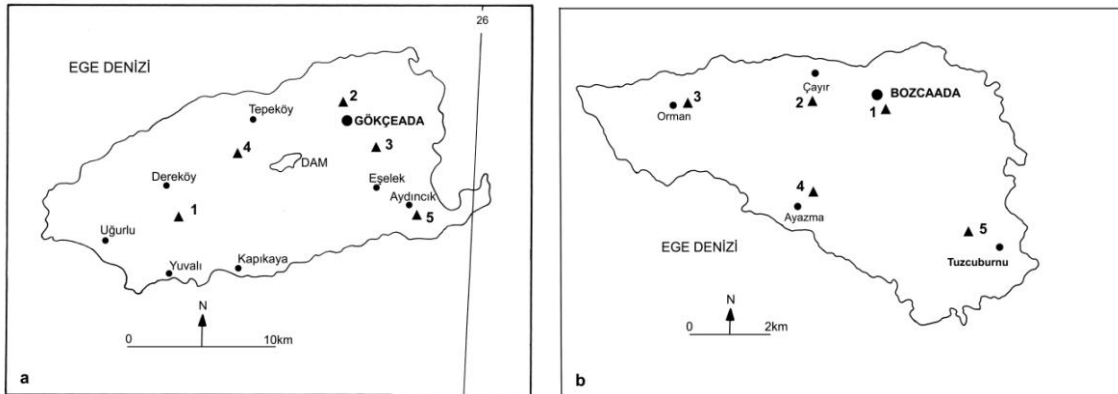 26
EGE DENİZİ
2
Tepeköy
GÖKÇEADA
4
3
DAM
Dereköy
Eşelek
Aydıncık
1
5
Uğurlu
Yuvalı
Kapıkaya
N
0
10km
a
Çayır
3
2
BOZCAADA
Orman
1
4
Ayazma
5
EGE DENİZİ
Tuzcuburnu
N
0
2km
b